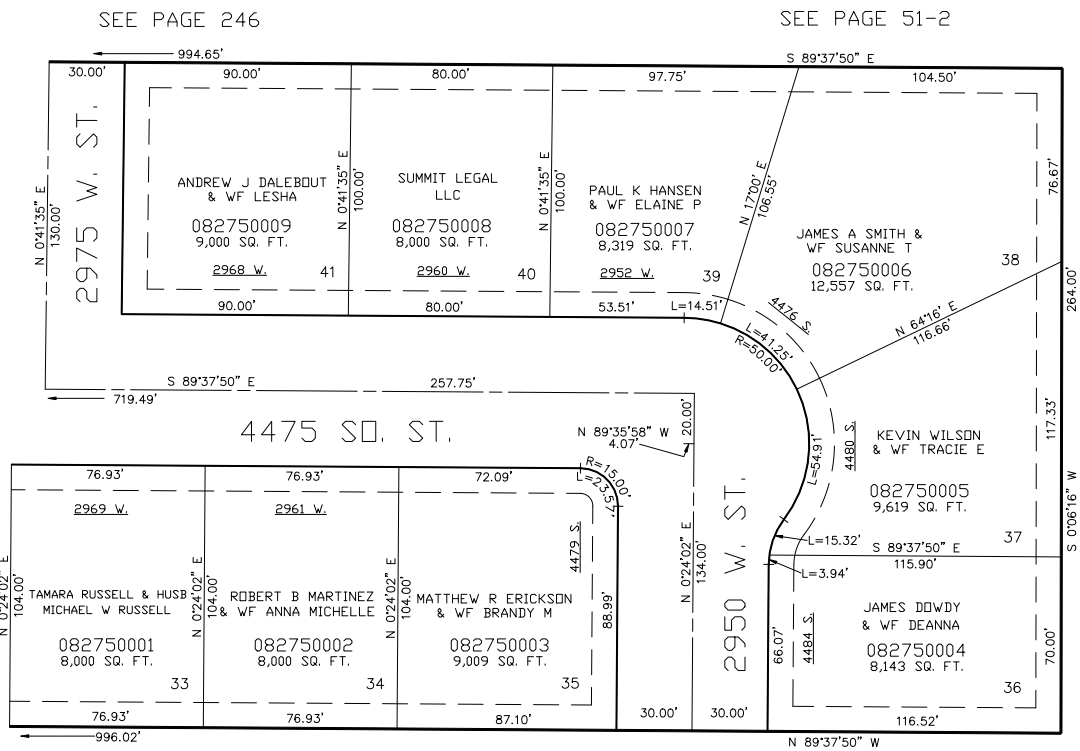 SEE PAGE 246
SEE PAGE 51-2
994.65'
S 89°37'50" E
30.00'
90.00'
80.00'
97.75'
104.50'
2975 W. ST.
N 0°41'35" E
130.00'
ANDREW J DALEBOUT
& WF LESHA
082750009
9,000 SQ. FT.
2968 W.
41
N 0°41'35" E
100.00'
SUMMIT LEGAL
LLC
082750008
8,000 SQ. FT.
2960 W.
40
N 0°41'35" E
100.00'
PAUL K HANSEN
& WF ELAINE P
082750007
8,319 SQ. FT.
2952 W.
39
N 17°00' E
106.55'
JAMES A SMITH &
WF SUSANNE T
082750006
12,557 SQ. FT.
38
76.67'
264.00'
4476 S.
N 64°16' E
116.66'
90.00'
80.00'
53.51'
L=14.51'
L=41.25'
R=50.00'
S 89°37'50" E
257.75'
719.49'
4475 SO. ST.
N 89°35'58" W
4.07'
20.00'
L=54.91'
4480 S.
KEVIN WILSON
& WF TRACIE E
082750005
9,619 SQ. FT.
37
117.33'
S 0°06'16" W
76.93'
76.93'
72.09'
R=15.00'
L=23.57'
2969 W.
2961 W.
4479 S.
L=15.32'
S 89°37'50" E
115.90'
L=3.94'
N 0°24'02" E
104.00'
TAMARA RUSSELL & HUSB
MICHAEL W RUSSELL
082750001
8,000 SQ. FT.
33
N 0°24'02" E
104.00'
ROBERT B MARTINEZ
& WF ANNA MICHELLE
082750002
8,000 SQ. FT.
34
N 0°24'02" E
104.00'
MATTHEW R ERICKSON
& WF BRANDY M
082750003
9,009 SQ. FT.
35
88.99'
N 0°24'02" E
134.00'
2950 W. ST.
66.07'
4484 S.
JAMES DOWDY
& WF DEANNA
082750004
8,143 SQ. FT.
36
70.00'
76.93'
76.93'
87.10'
30.00'
30.00'
116.52'
996.02'
N 89°37'50" W